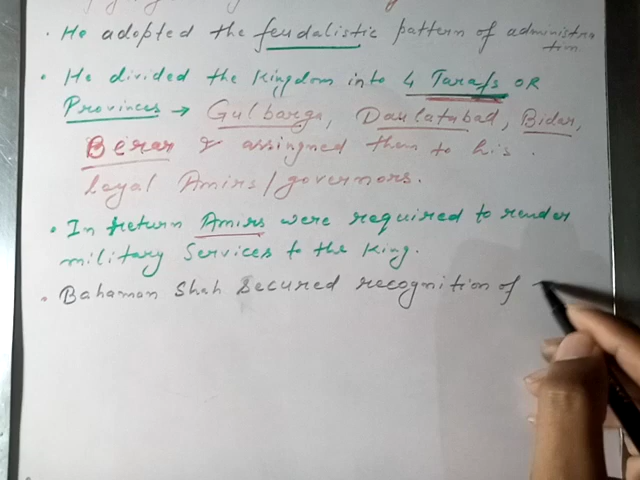 • He adopted the feudalistic pattern of administra
tion
• He divided the Kingdom into 4 Tarafs OR
Provinces → Gulbarga, Daulatabad, Bidar,
Berar & assigned them to his
loyal Amirs/governors.
• In return Amirs were required to render
military Services to the King.
• Bahaman Shah Secured recognition of